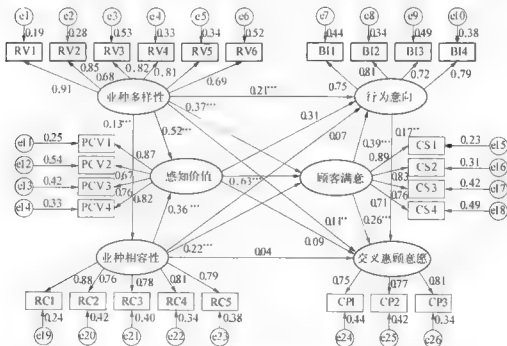 e1 e2 e3 e4 e5 e6 e7 e8 e9 e10
0.19 0.28 0.53 0.33 0.34 0.52 0.44 0.34 0.49 0.38
RV1 RV2 RV3 RV4 RV5 RV6 BI1 BI2 BI3 BI4
0.91 0.85 0.68 0.82 0.81 0.69 0.75 0.81 0.72 0.79
业种多样性 0.21*** 行为意向
0.37***
0.13*** 0.52*** 0.31 0.07 0.39*** 0.17**
e11 0.25 PCV1 CS1 0.23 e15
e12 0.54 PCV2 CS2 0.31 e16
e13 0.42 PCV3 CS3 0.42 e17
e14 0.33 PCV4 CS4 0.49 e18
0.87 0.67 0.76 0.82 0.89 0.83 0.76 0.71
感知价值 0.63*** 顾客满意
0.36*** 0.11** 0.26***
0.22*** 0.09
业种相容性 0.04 交叉惠顾意愿
0.88 0.76 0.78 0.81 0.79 0.75 0.77 0.81
RC1 RC2 RC3 RC4 RC5 CP1 CP2 CP3
0.24 0.42 0.40 0.34 0.38 0.44 0.42 0.34
e19 e20 e21 e22 e23 e24 e25 e26